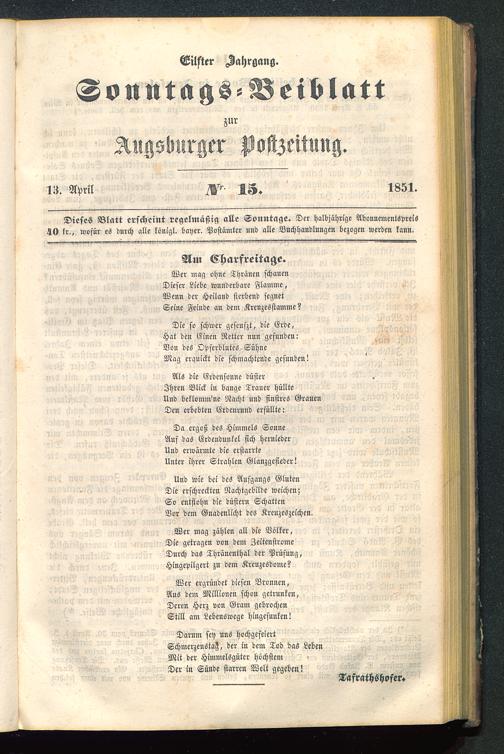 Eilfter Jahrgang.
Sonntags-Beiblatt
zur
Augsburger Postzeitung.
13. April Nr. 15. 1851.
Dieses Blatt erscheint regelmäßig alle Sonntage. Der halbjährige Abonnementspreis
40 kr., wofür es durch alle königl. bayer. Postämter und alle Buchhandlungen bezogen werden kann.
Am Charfreitage.
Wer mag ohne Thränen schauen
Dieser Liebe wunderbare Flamme,
Wenn der Heiland sterbend segnet
Seine Feinde an dem Kreuzesstamme?
Die so schwer geseufzt, die Erde,
Hat den Einen Retter nun gefunden:
Von des Opferblutes Sühne
Mag erquickt die schmachtende gesunden!
Als die Erdensonne düster
Ihren Blick in bange Trauer hüllte
Und beklomm'ne Nacht und finstres Grauen
Den erbebten Erdenrund erfüllte:
Da ergoß des Himmels Sonne
Auf das Erdendunkel sich hernieder
Und erwärmte die erstarrte
Unter ihrer Strahlen Glanzgefieder!
Und wie bei des Aufgangs Gluten
Die erschreckten Nachtgebilde weichen;
So entfloh'n die düstern Schatten
Vor dem Gnadenlicht des Kreuzeszeichen.
Wer mag zählen all die Völker,
Die getragen von dem Zeitenstrome
Durch das Thränenthal der Prüfung,
Hingepilgert zu dem Kreuzesdome?
Wer ergründet diesen Bronnen,
Aus dem Millionen schon getrunken,
Deren Herz von Gram gebrochen
Still am Lebenswege hingesunken!
Darum sey uns hochgefeiert
Schmerzenstag, der in dem Tod das Leben
Mit der Himmelsgüter höchstem
Der in Sünde starren Welt gegeben!
Tafrathshofer.